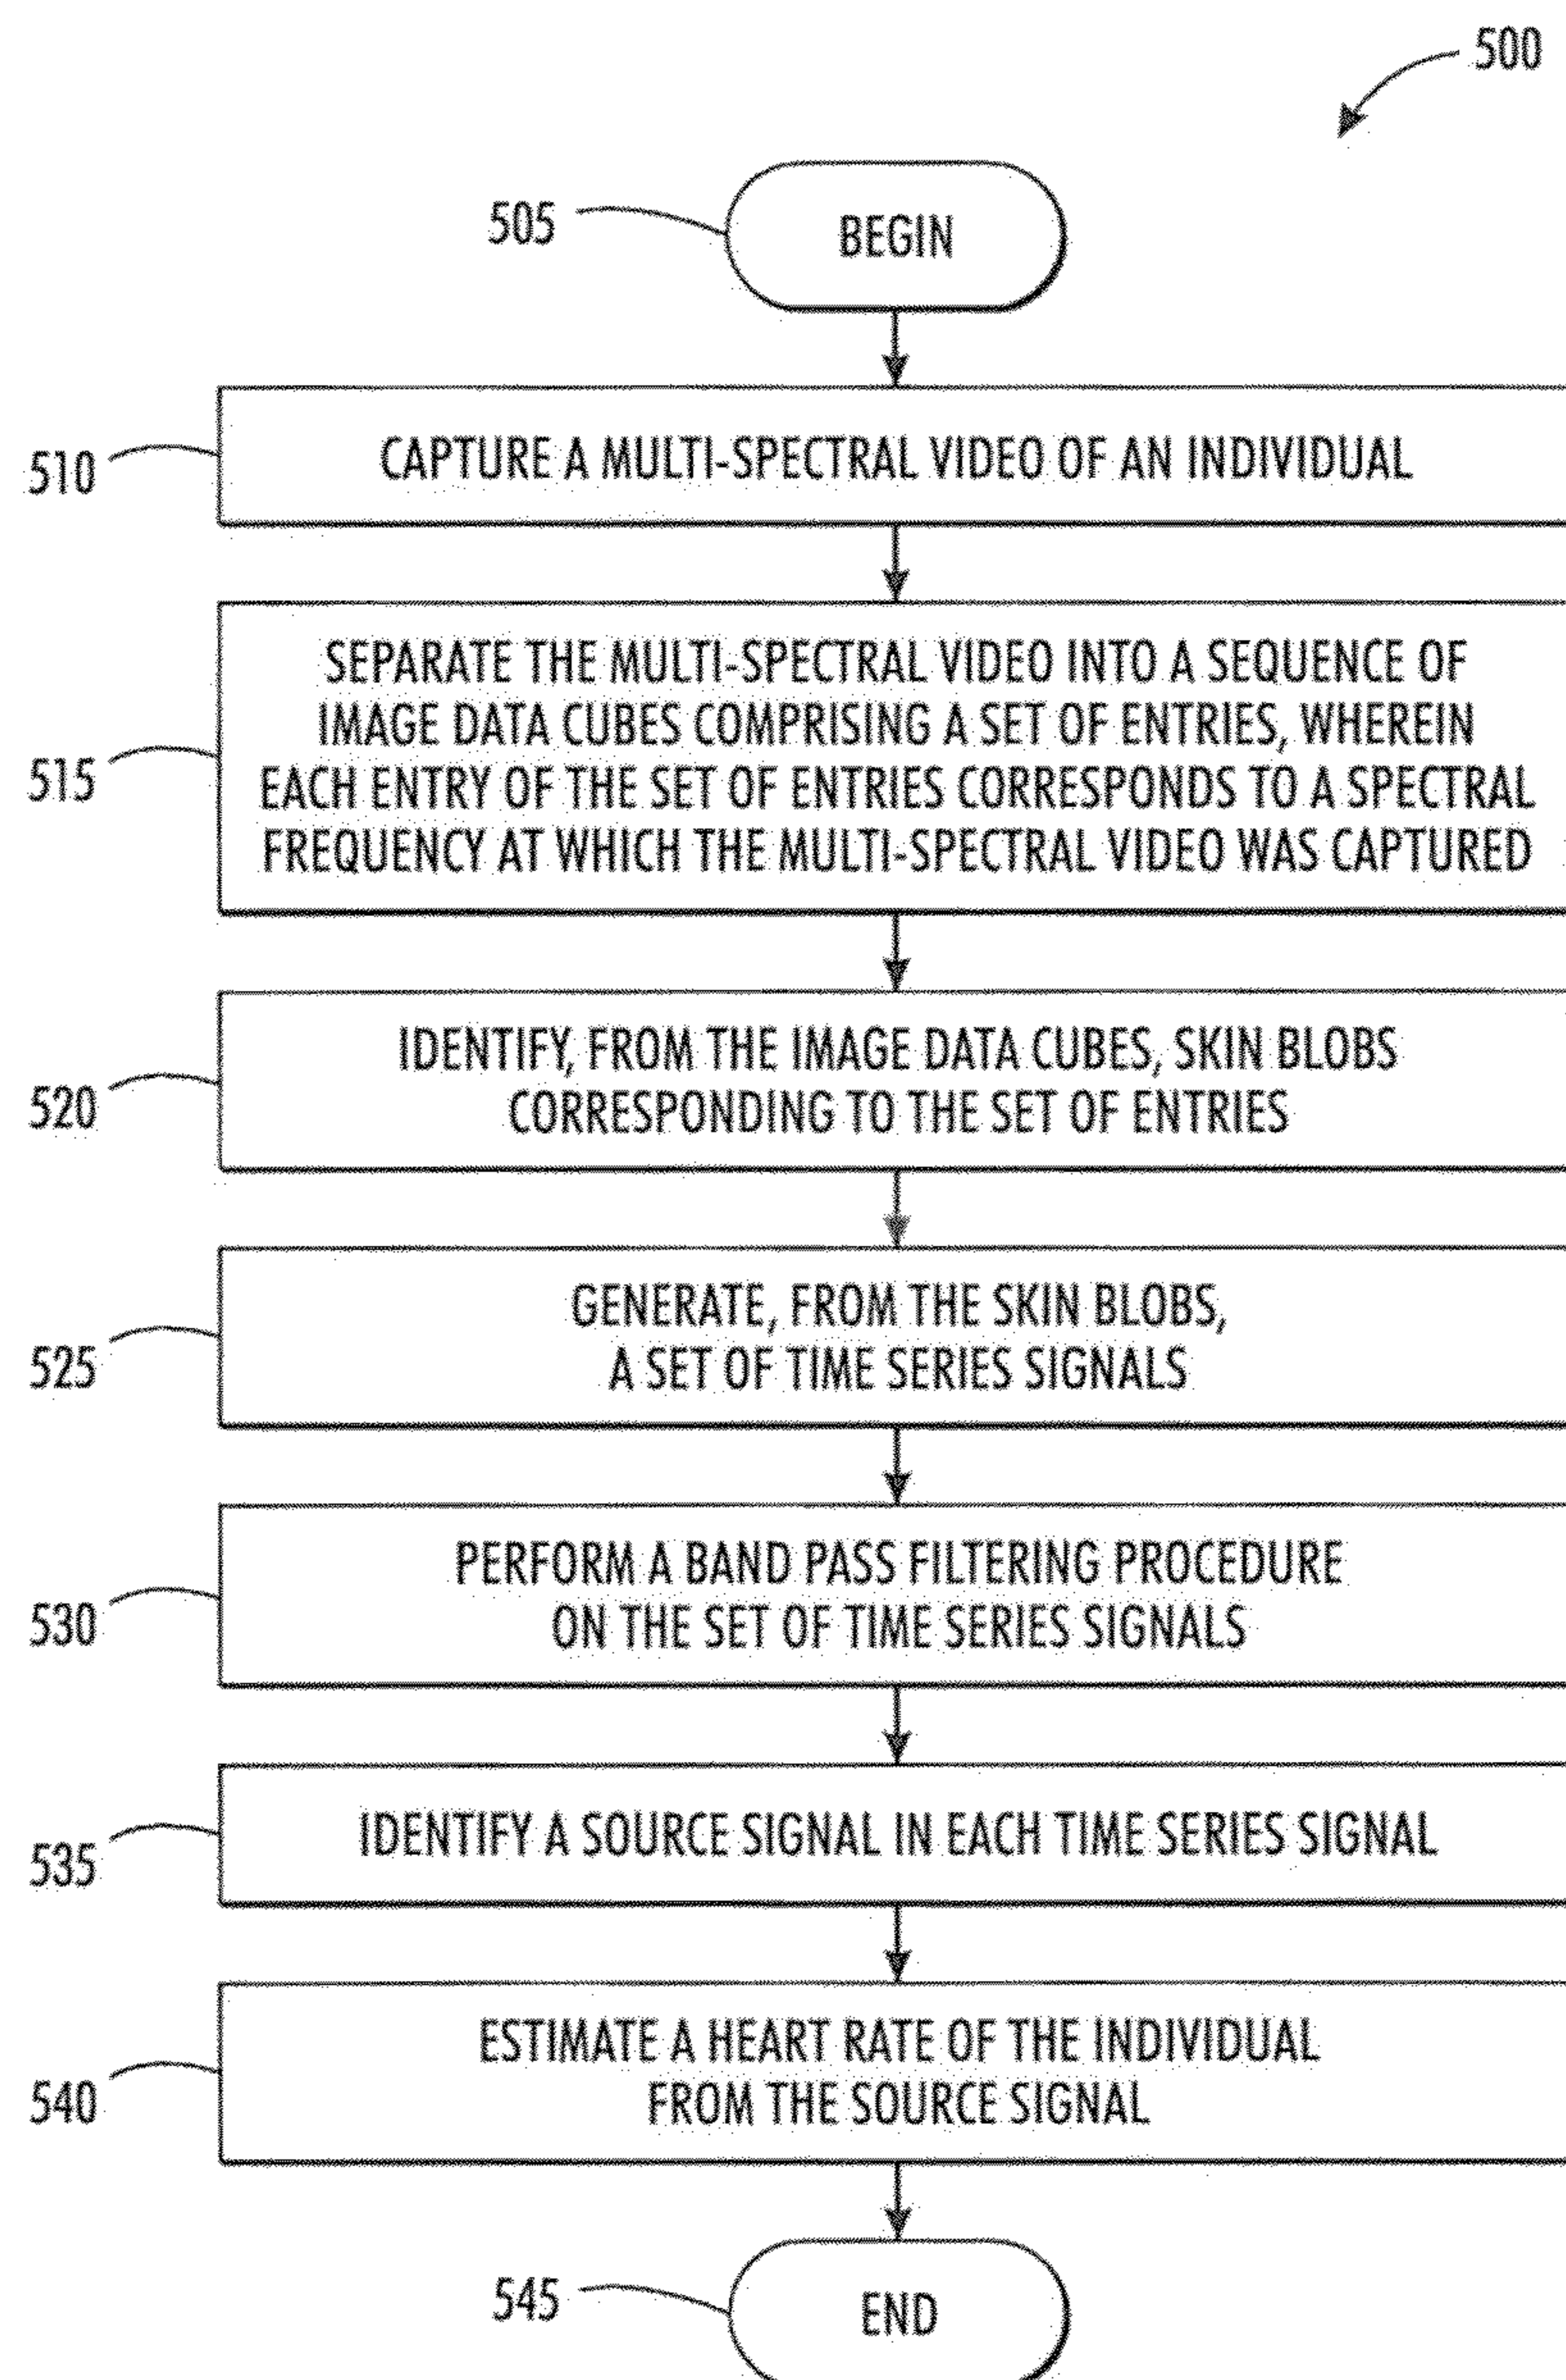 500
505
BEGIN
510
CAPTURE A MULTI-SPECTRAL VIDEO OF AN INDIVIDUAL
515
SEPARATE THE MULTI-SPECTRAL VIDEO INTO A SEQUENCE OF
IMAGE DATA CUBES COMPRISING A SET OF ENTRIES, WHEREIN
EACH ENTRY OF THE SET OF ENTRIES CORRESPONDS TO A SPECTRAL
FREQUENCY AT WHICH THE MULTI-SPECTRAL VIDEO WAS CAPTURED
520
IDENTIFY, FROM THE IMAGE DATA CUBES, SKIN BLOBS
CORRESPONDING TO THE SET OF ENTRIES
525
GENERATE, FROM THE SKIN BLOBS,
A SET OF TIME SERIES SIGNALS
530
PERFORM A BAND PASS FILTERING PROCEDURE
ON THE SET OF TIME SERIES SIGNALS
535
IDENTIFY A SOURCE SIGNAL IN EACH TIME SERIES SIGNAL
540
ESTIMATE A HEART RATE OF THE INDIVIDUAL
FROM THE SOURCE SIGNAL
545
END